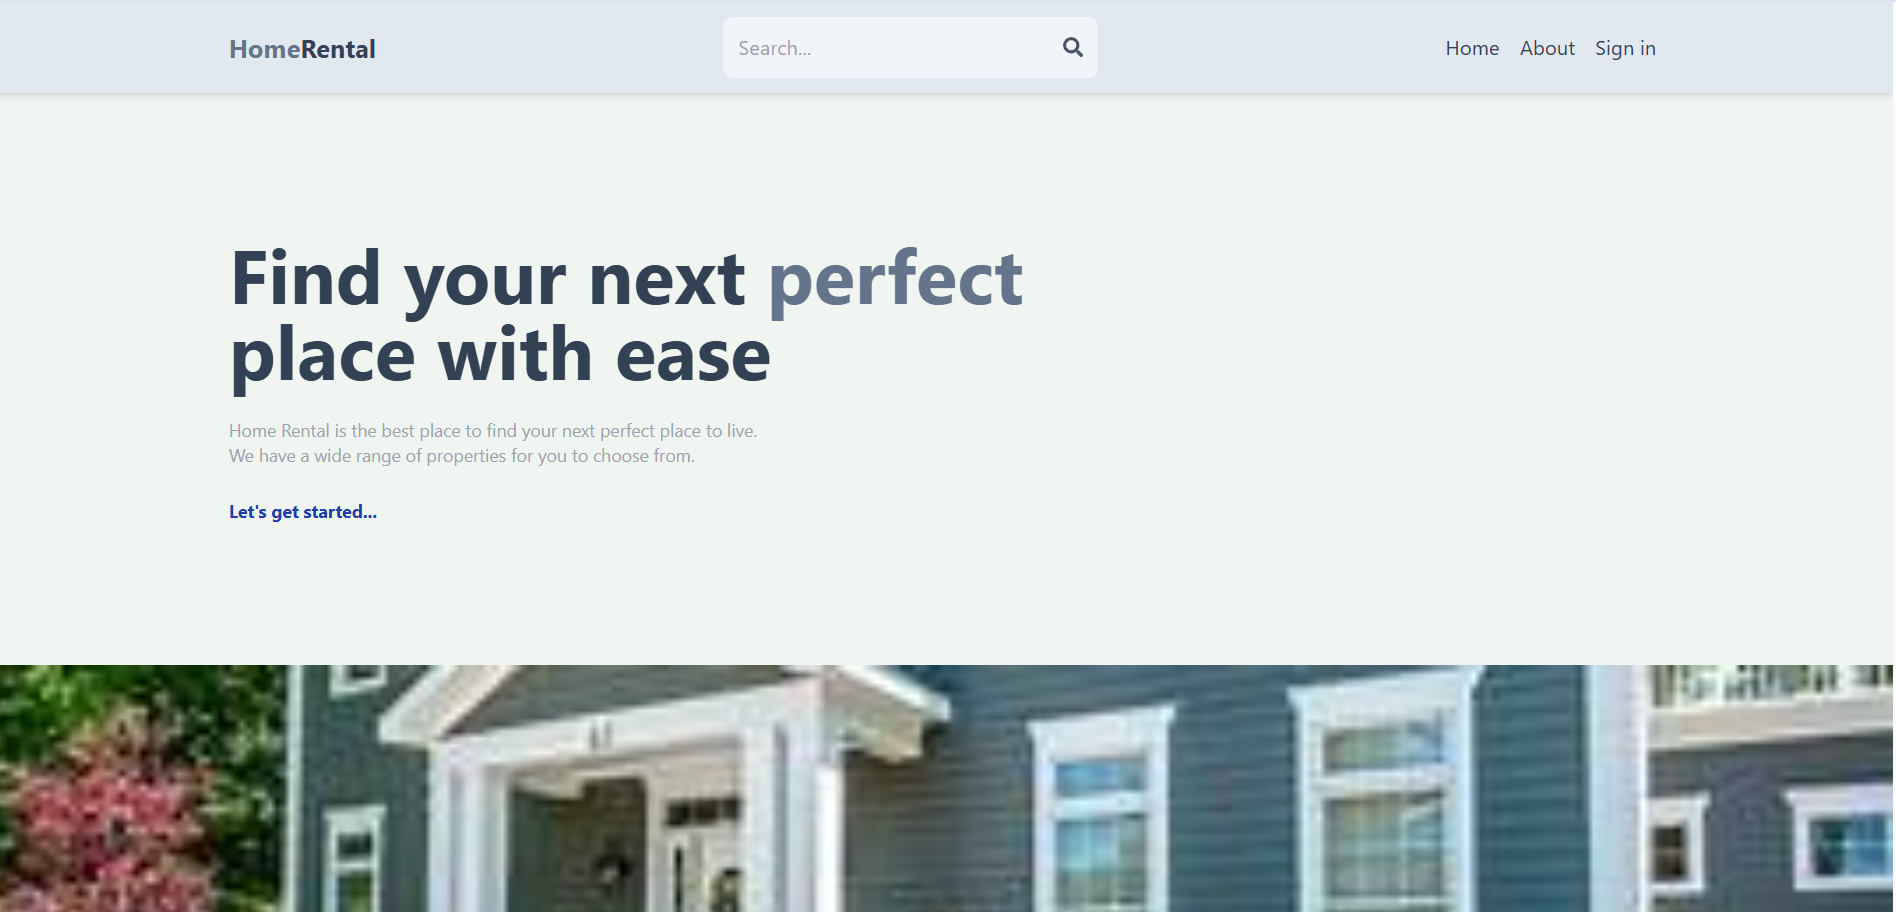 HomeRental
Search...
Home About Sign in
Find your next perfect
place with ease
Home Rental is the best place to find your next perfect place to live.
We have a wide range of properties for you to choose from.
Let's get started...